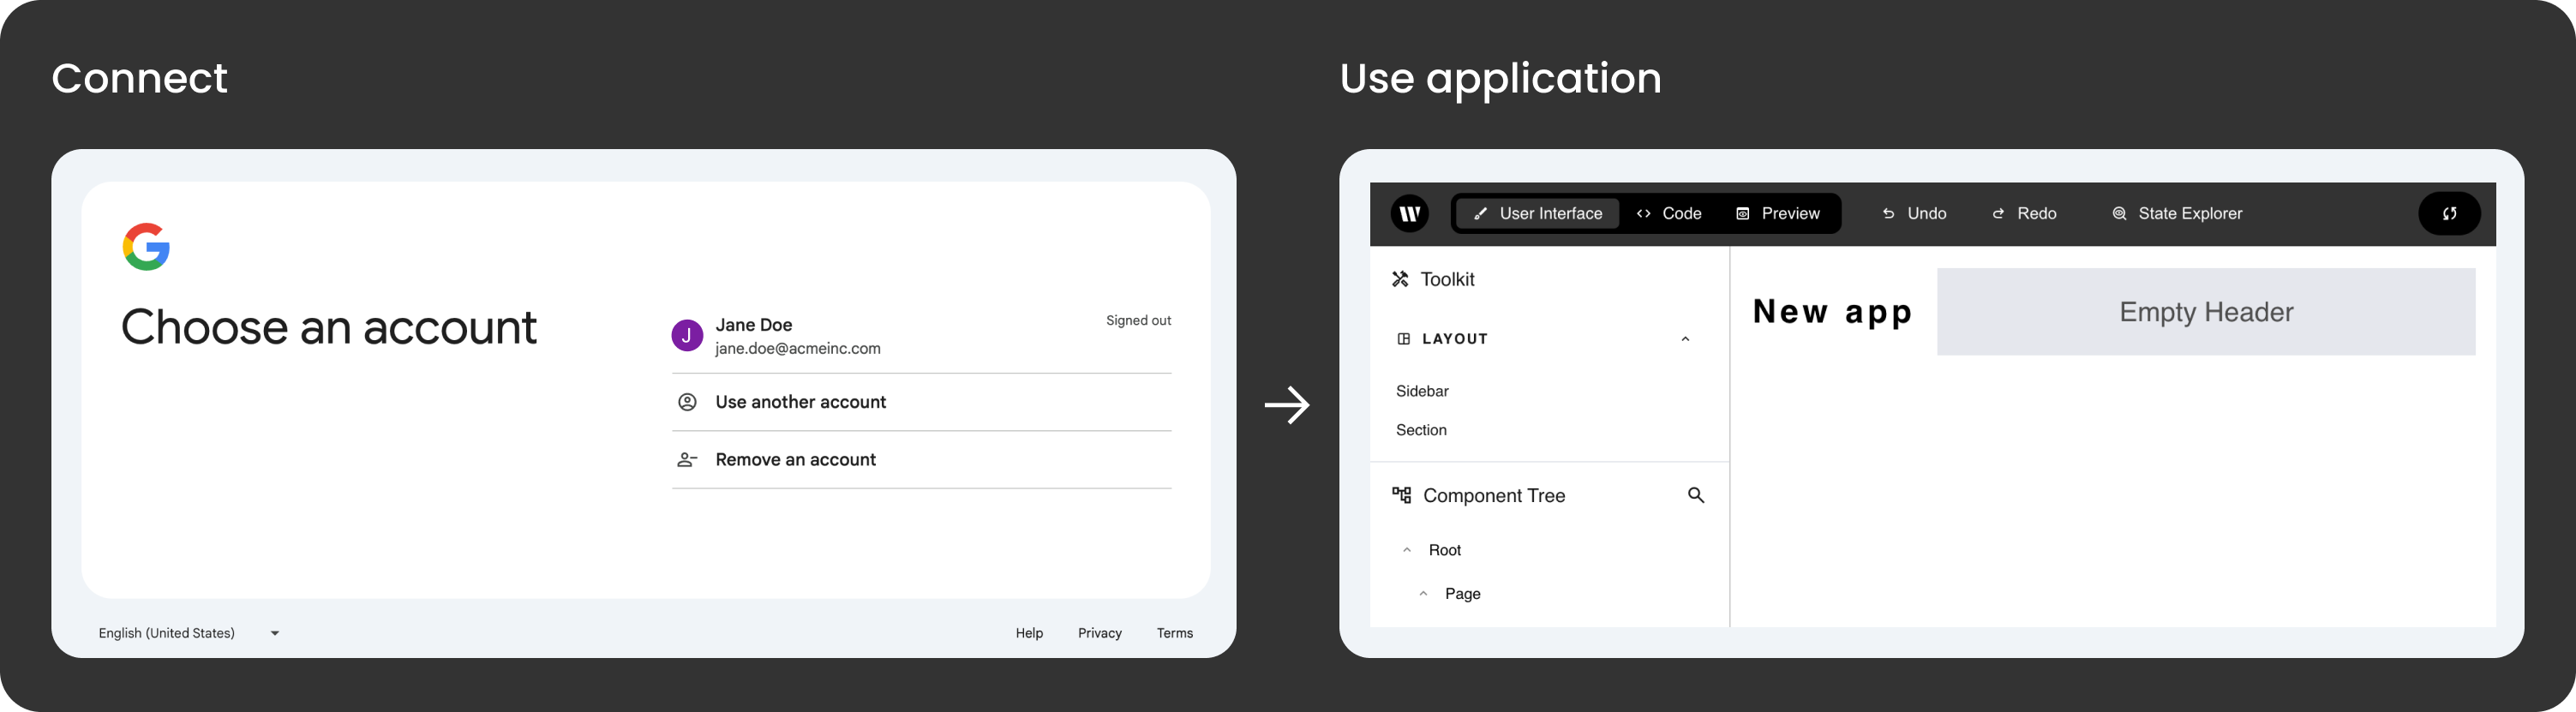 Connect
Choose an account
J
Jane Doe
jane.doe@acmeinc.com
Signed out
Use another account
Remove an account
English (United States)
Help Privacy Terms
Use application
W User Interface Code Preview Undo Redo State Explorer
Toolkit
LAYOUT
Sidebar
Section
Component Tree
Root
Page
New app
Empty Header